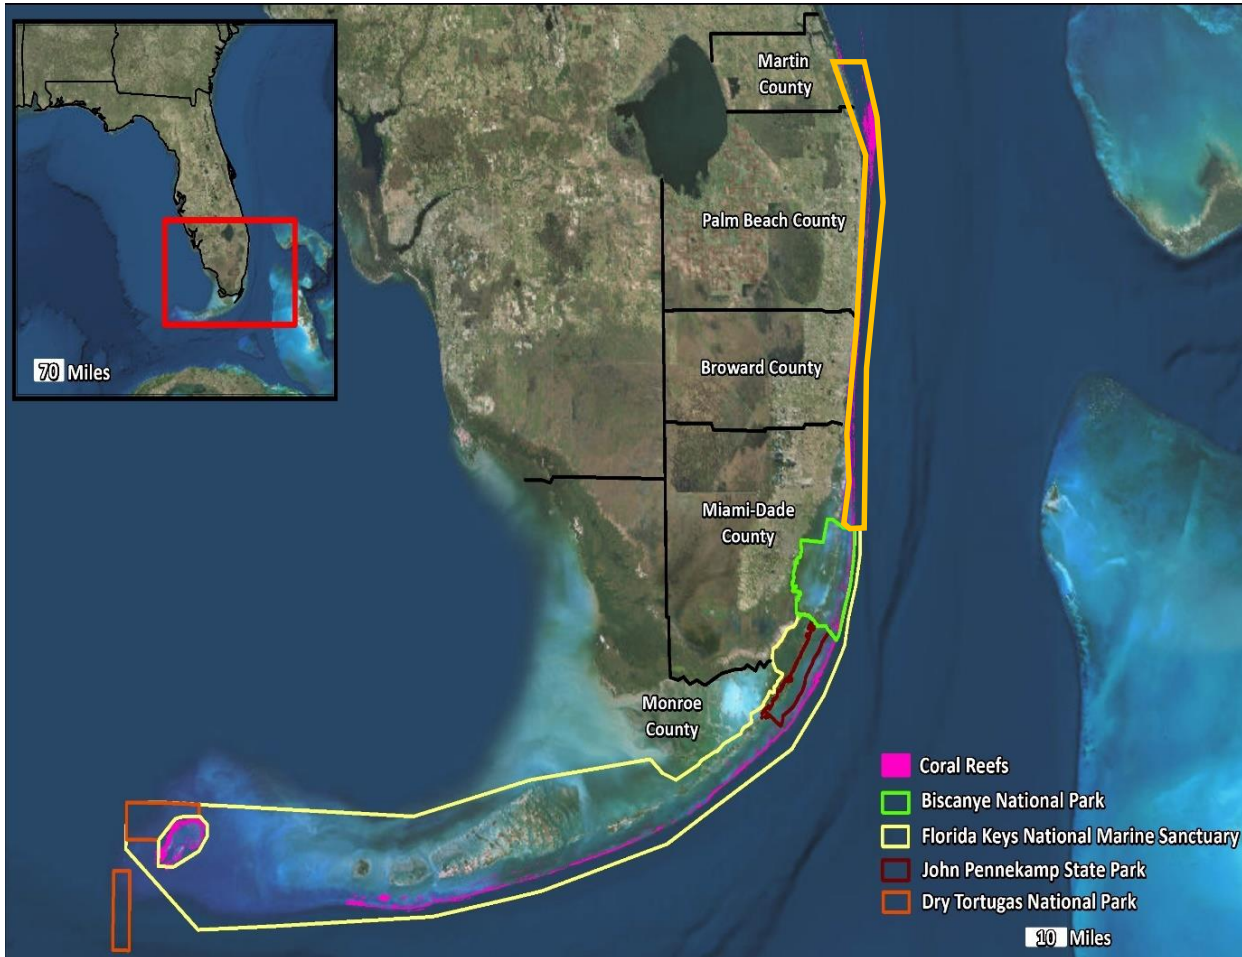 Martin
County
Palm Beach County
Broward County
Miami-Dade
County
Monroe
County
70 Miles
Coral Reefs
Biscanye National Park
Florida Keys National Marine Sanctuary
John Pennekamp State Park
Dry Tortugas National Park
10 Miles